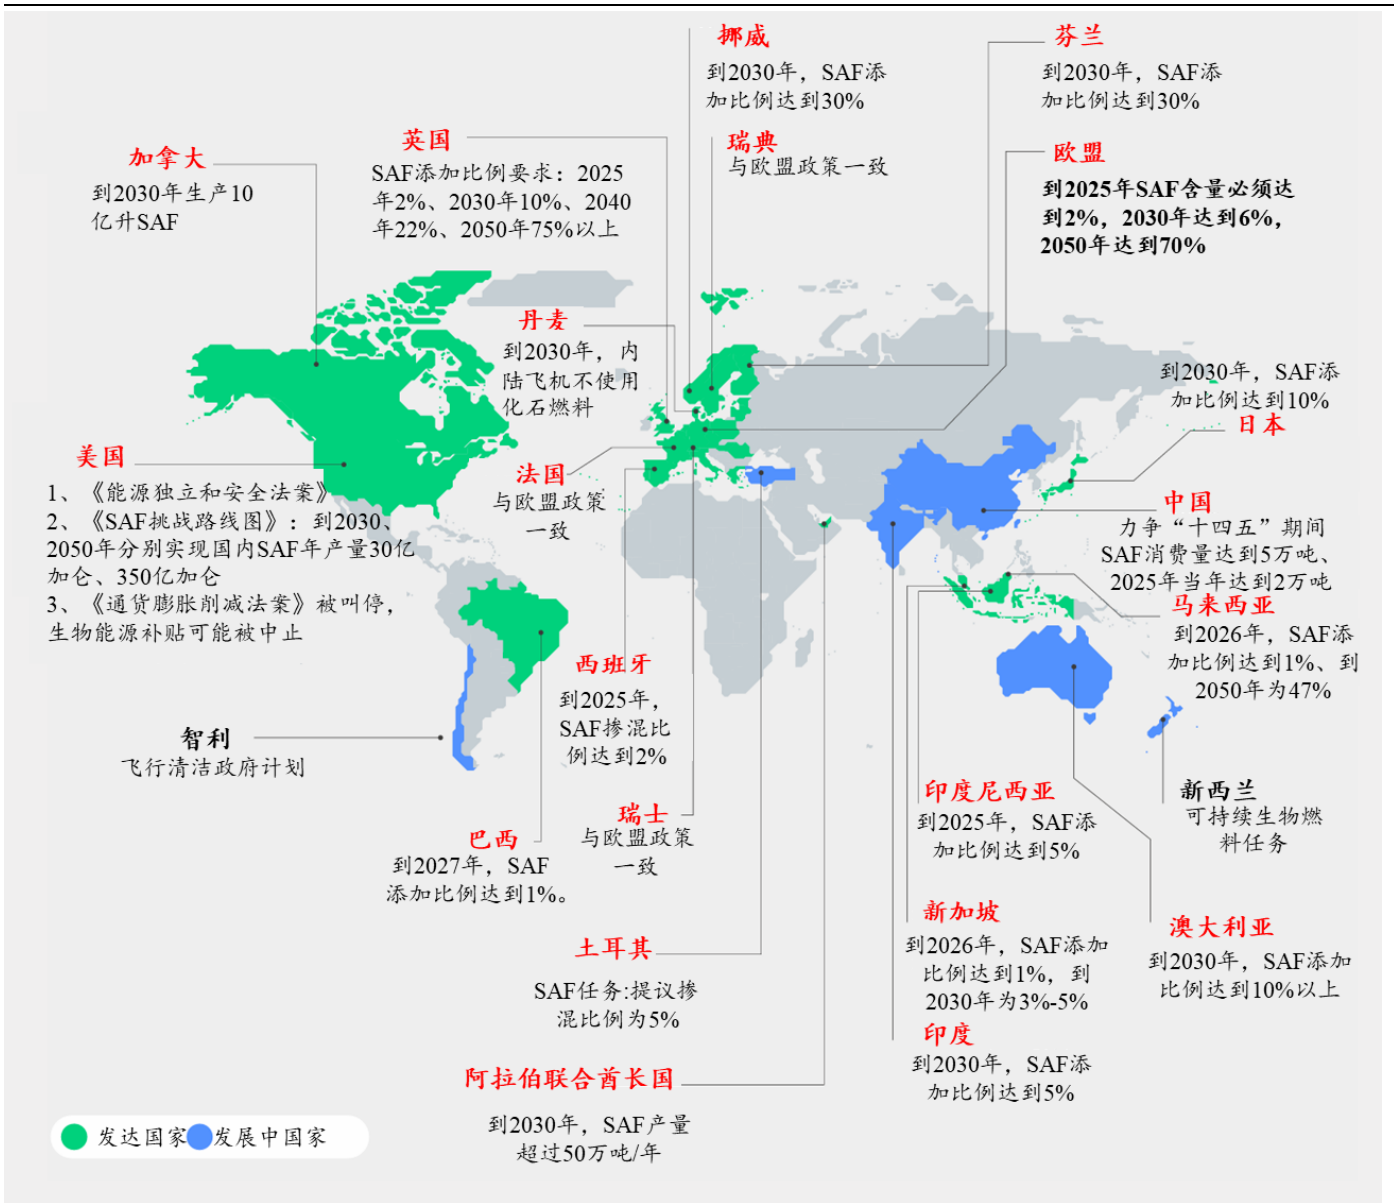 挪威
到2030年，SAF添
加比例达到30%
芬兰
到2030年，SAF添
加比例达到30%
英国
SAF添加比例要求：2025
年2%、2030年10%、2040
年22%、2050年75%以上
瑞典
与欧盟政策一致
欧盟
到2025年SAF含量必须达
到2%，2030年达到6%，
2050年达到70%
加拿大
到2030年生产10
亿升SAF
丹麦
到2030年，内
陆飞机不使用
化石燃料
到2030年，SAF添
加比例达到10%
日本
美国
1、《能源独立和安全法案》
2、《SAF挑战路线图》：到2030、
2050年分别实现国内SAF年产量30亿
加仑、350亿加仑
3、《通货膨胀削减法案》被叫停，
生物能源补贴可能被中止
法国
与欧盟政策
一致
中国
力争“十四五”期间
SAF消费量达到5万吨、
2025年当年达到2万吨
马来西亚
到2026年，SAF添
加比例达到1%、到
2050年为47%
西班牙
到2025年，
SAF掺混比
例达到2%
智利
飞行清洁政府计划
瑞士
与欧盟政策
一致
巴西
到2027年，SAF
添加比例达到1%。
印度尼西亚
到2025年，SAF添
加比例达到5%
新西兰
可持续生物燃
料任务
新加坡
到2026年，SAF添加
比例达到1%，到
2030年为3%-5%
澳大利亚
到2030年，SAF添加
比例达到10%以上
土耳其
SAF任务:提议掺
混比例为5%
印度
到2030年，SAF添
加比例达到5%
阿拉伯联合酋长国
到2030年，SAF产量
超过50万吨/年
发达国家
发展中国家